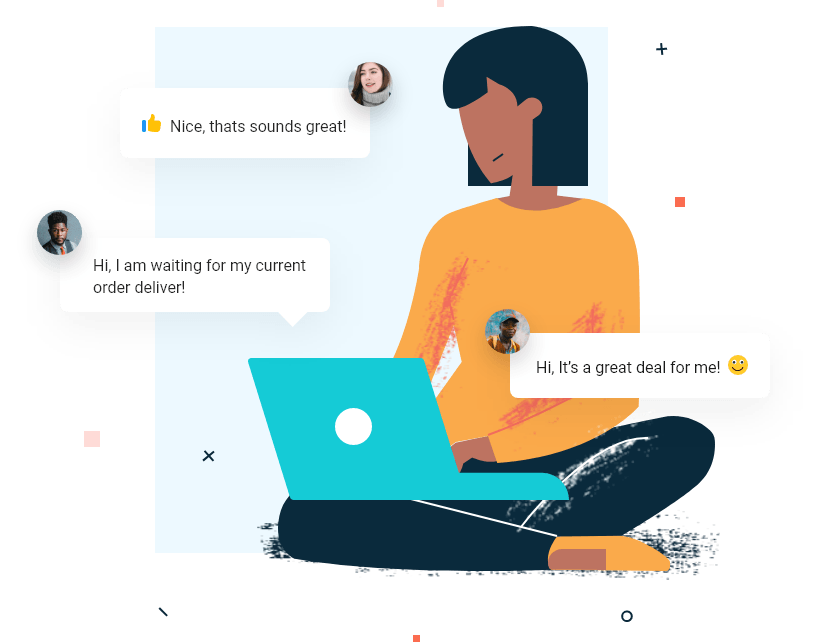 👍 Nice, thats sounds great!
Hi, I am waiting for my current
order deliver!
Hi, It’s a great deal for me! 🙂